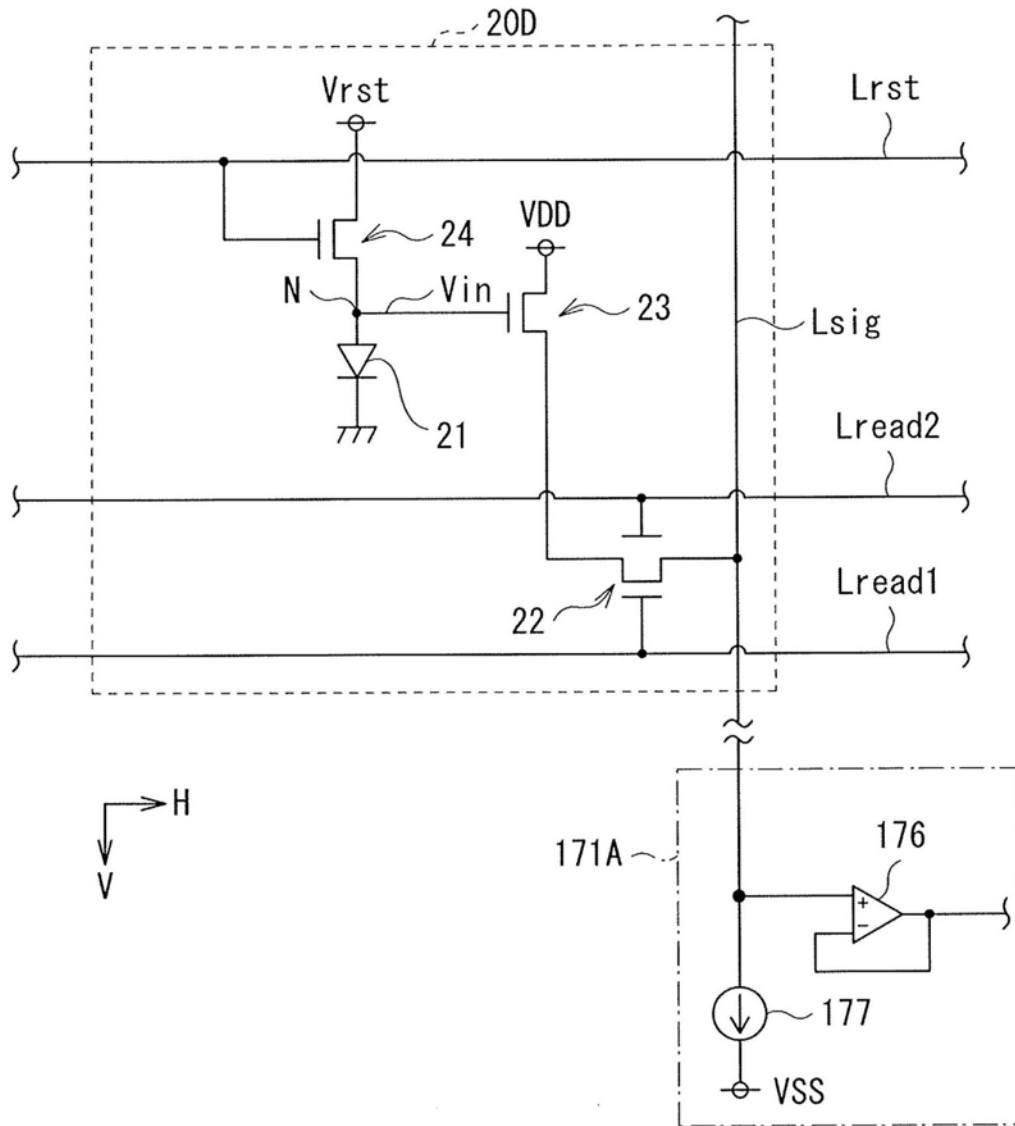 20D
Vrst
Lrst
VDD
24
N
Vin
23
Lsig
21
Lread2
22
Lread1
H
V
171A
176
+
−
177
VSS